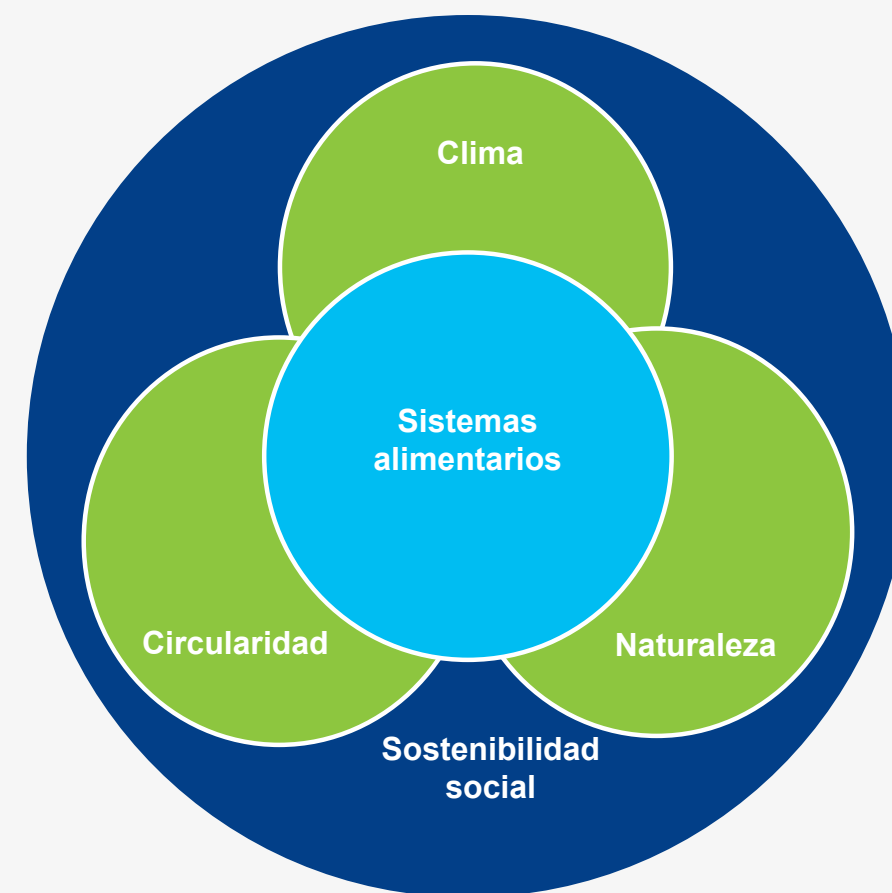 Clima
Sistemas
alimentarios
Circularidad
Naturaleza
Sostenibilidad
social